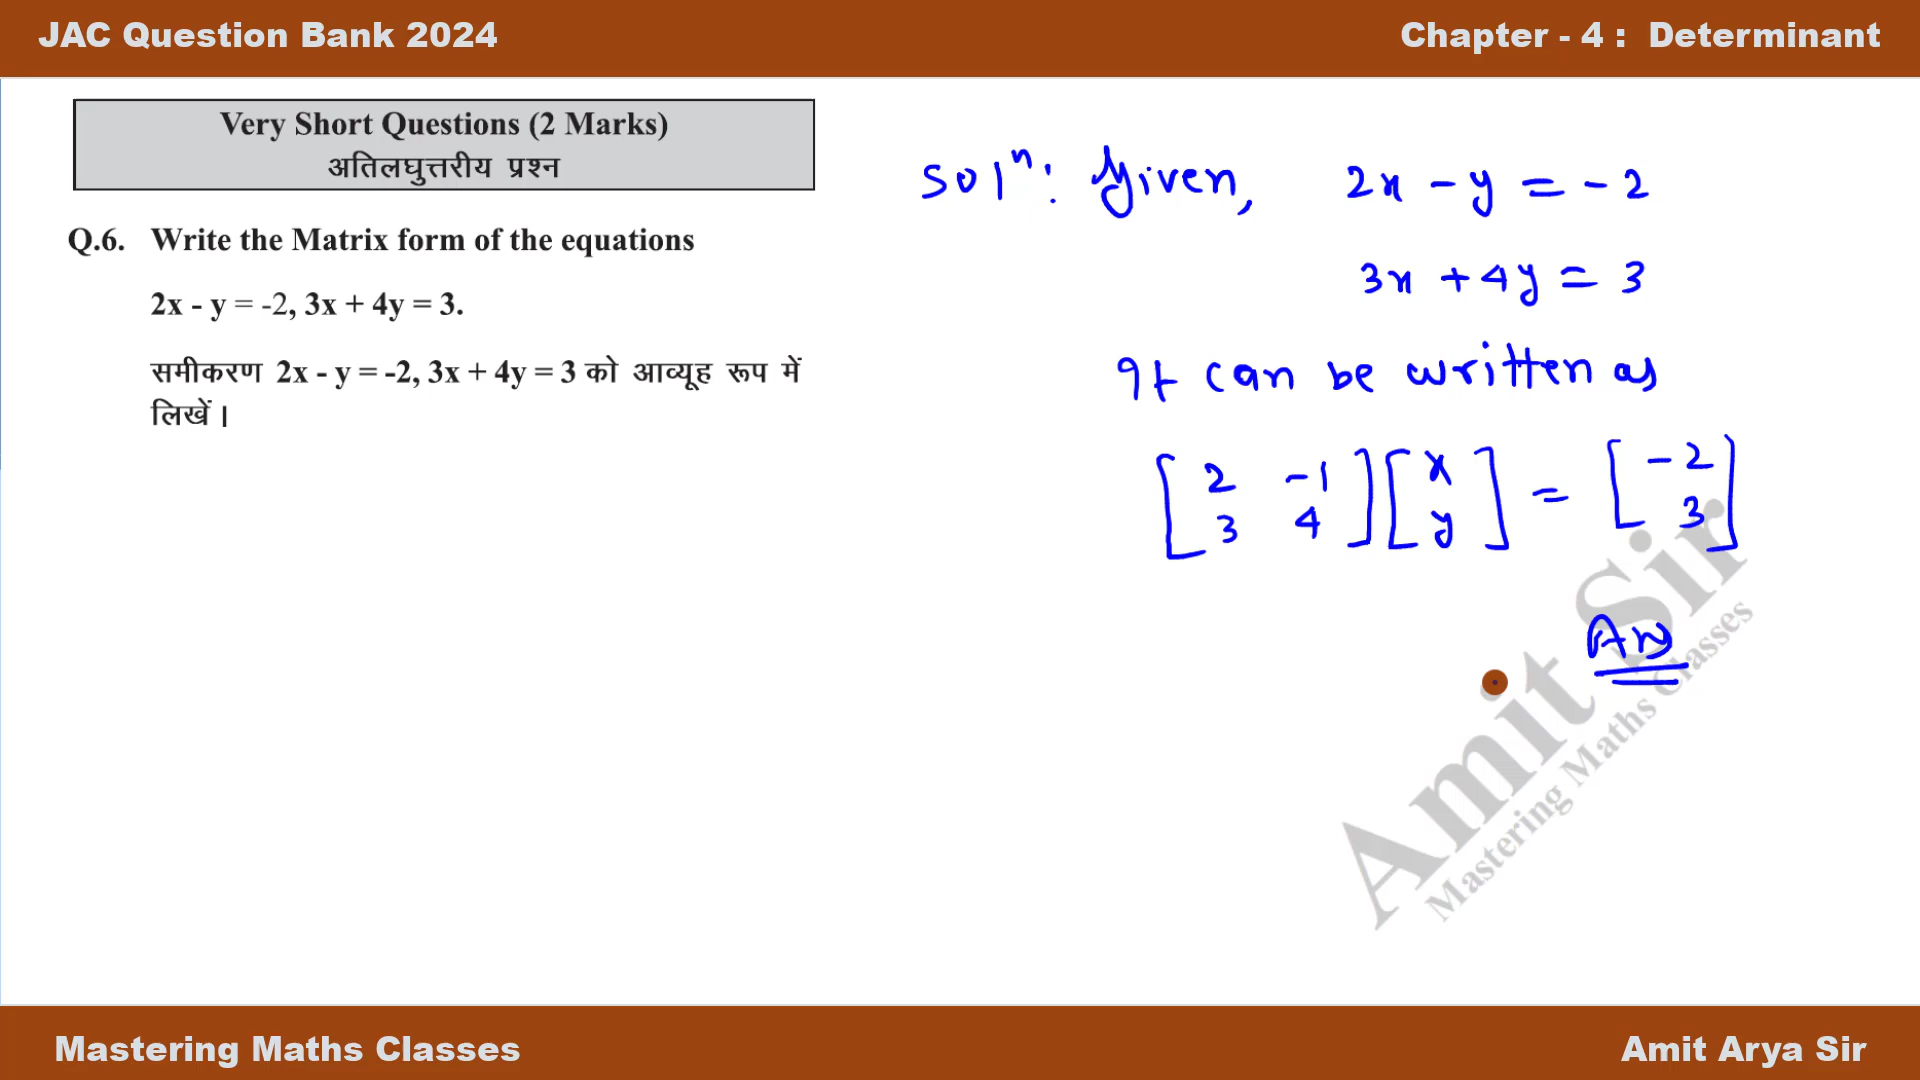 JAC Question Bank 2024
Chapter - 4 : Determinant
Very Short Questions (2 Marks)
अतिलघुत्तरीय प्रश्न
Q.6. Write the Matrix form of the equations
2x - y = -2, 3x + 4y = 3.
समीकरण 2x - y = -2, 3x + 4y = 3 को आव्यूह रूप में
लिखें।
Solⁿ: Given, 2x - y = -2
3x + 4y = 3
It can be written as
[2 -1] [x] = [-2]
[3 4] [y] [3]
Ans
Amit Sir
Mastering Maths Classes
Mastering Maths Classes
Amit Arya Sir